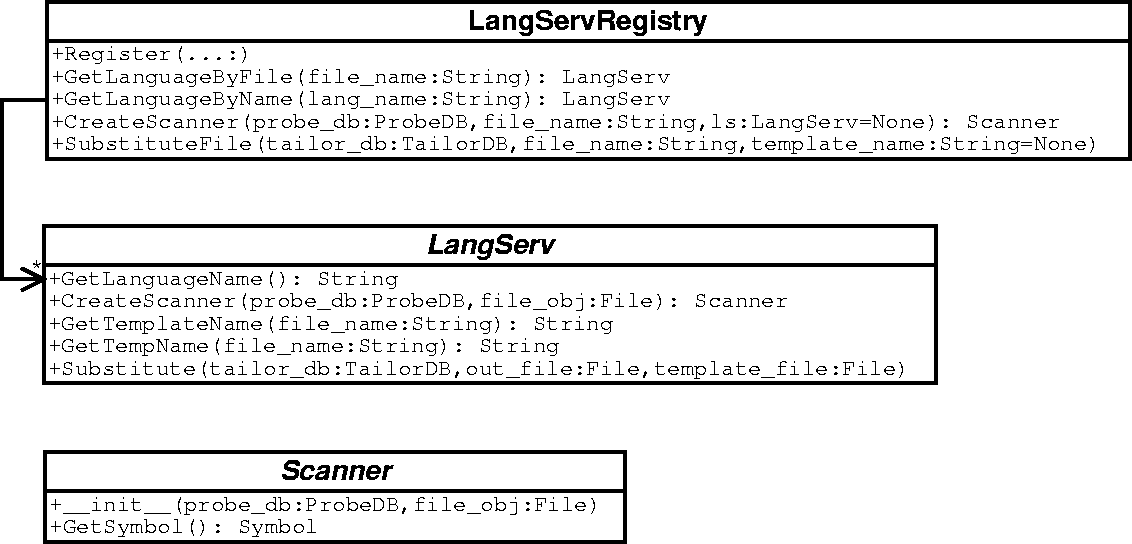 LangServRegistry
+Register(...:)
+GetLanguageByFile(file_name:String): LangServ
+GetLanguageByName(lang_name:String): LangServ
+CreateScanner(probe_db:ProbeDB,file_name:String,ls:LangServ=None): Scanner
+SubstituteFile(tailor_db:TailorDB,file_name:String,template_name:String=None)
LangServ
*
+GetLanguageName(): String
+CreateScanner(probe_db:ProbeDB,file_obj:File): Scanner
+GetTemplateName(file_name:String): String
+GetTempName(file_name:String): String
+Substitute(tailor_db:TailorDB,out_file:File,template_file:File)
Scanner
+__init__(probe_db:ProbeDB,file_obj:File)
+GetSymbol(): Symbol